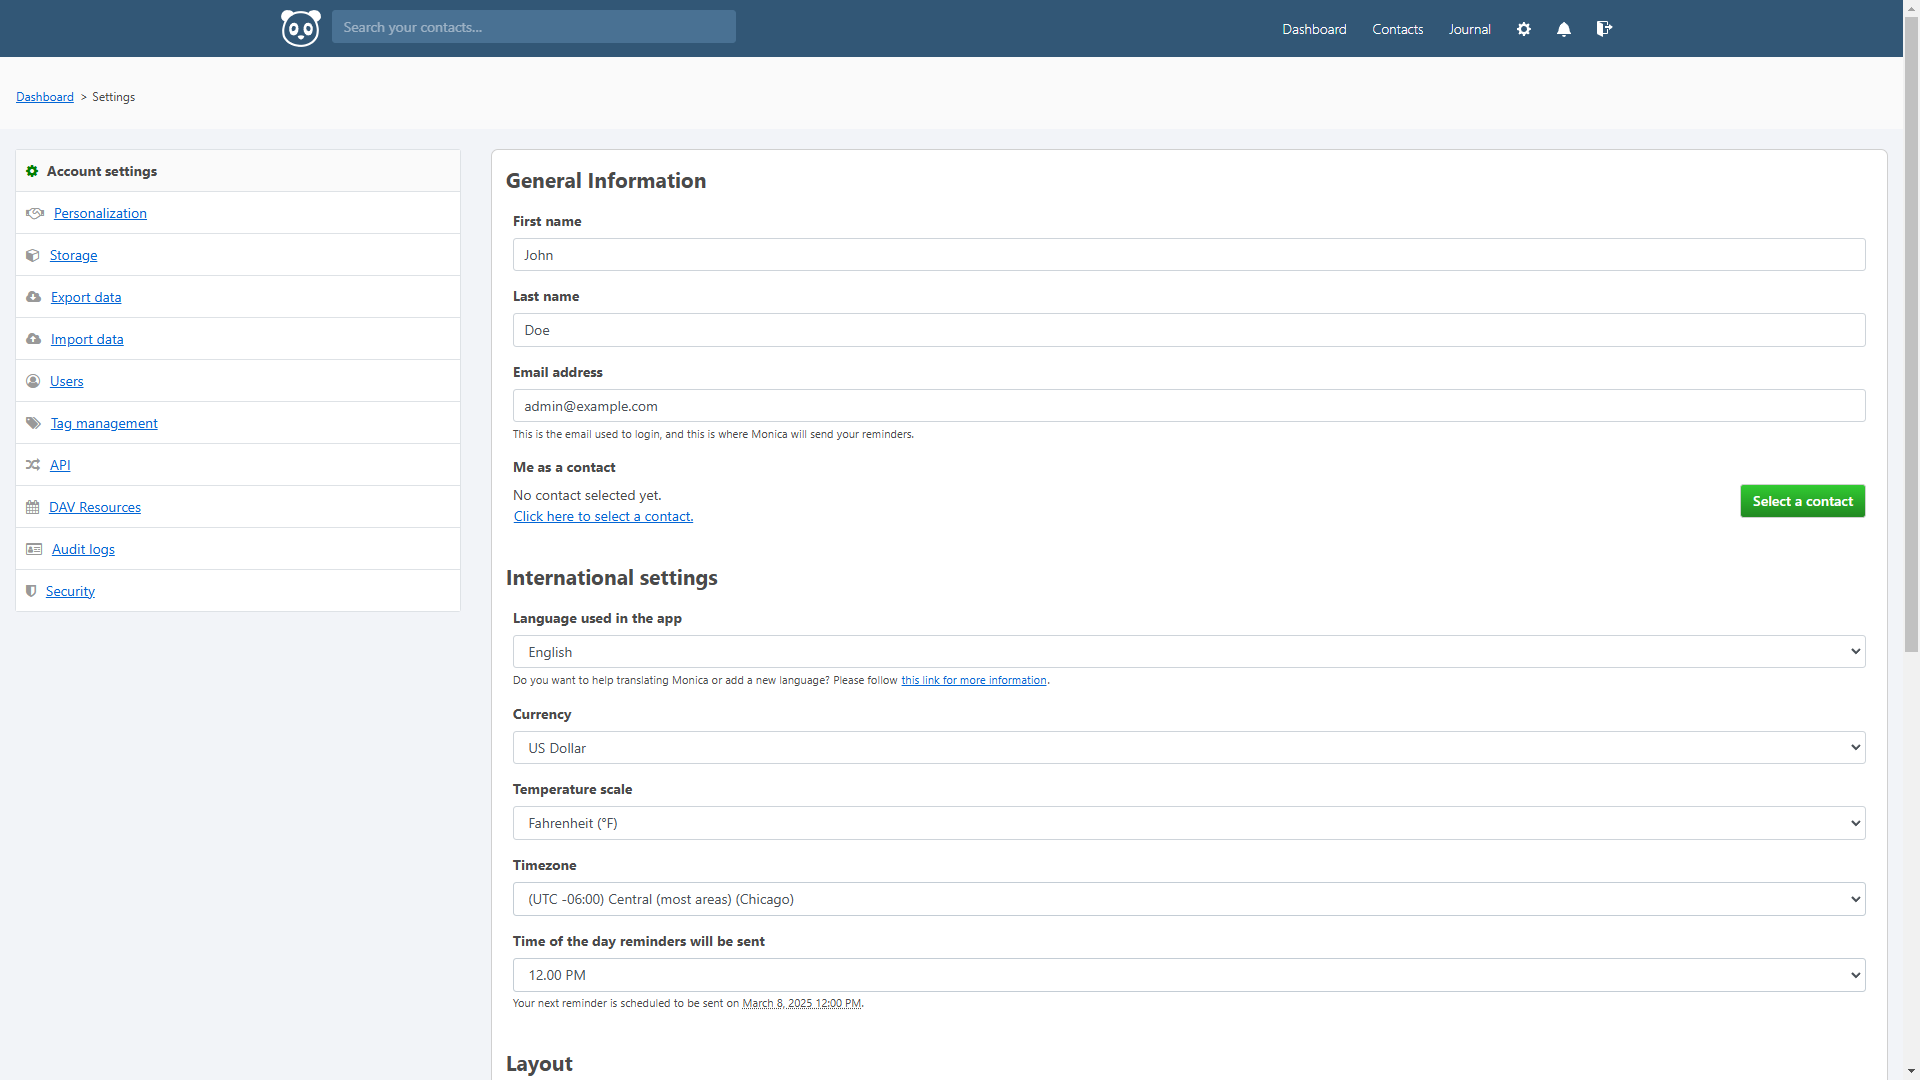 Search your contacts...
Dashboard
Contacts
Journal
Dashboard > Settings
Account settings
Personalization
Storage
Export data
Import data
Users
Tag management
API
DAV Resources
Audit logs
Security
General Information
First name
John
Last name
Doe
Email address
admin@example.com
This is the email used to login, and this is where Monica will send your reminders.
Me as a contact
No contact selected yet.
Click here to select a contact.
Select a contact
International settings
Language used in the app
English
Do you want to help translating Monica or add a new language? Please follow this link for more information.
Currency
US Dollar
Temperature scale
Fahrenheit (°F)
Timezone
(UTC -06:00) Central (most areas) (Chicago)
Time of the day reminders will be sent
12.00 PM
Your next reminder is scheduled to be sent on March 8, 2025 12:00 PM.
Layout